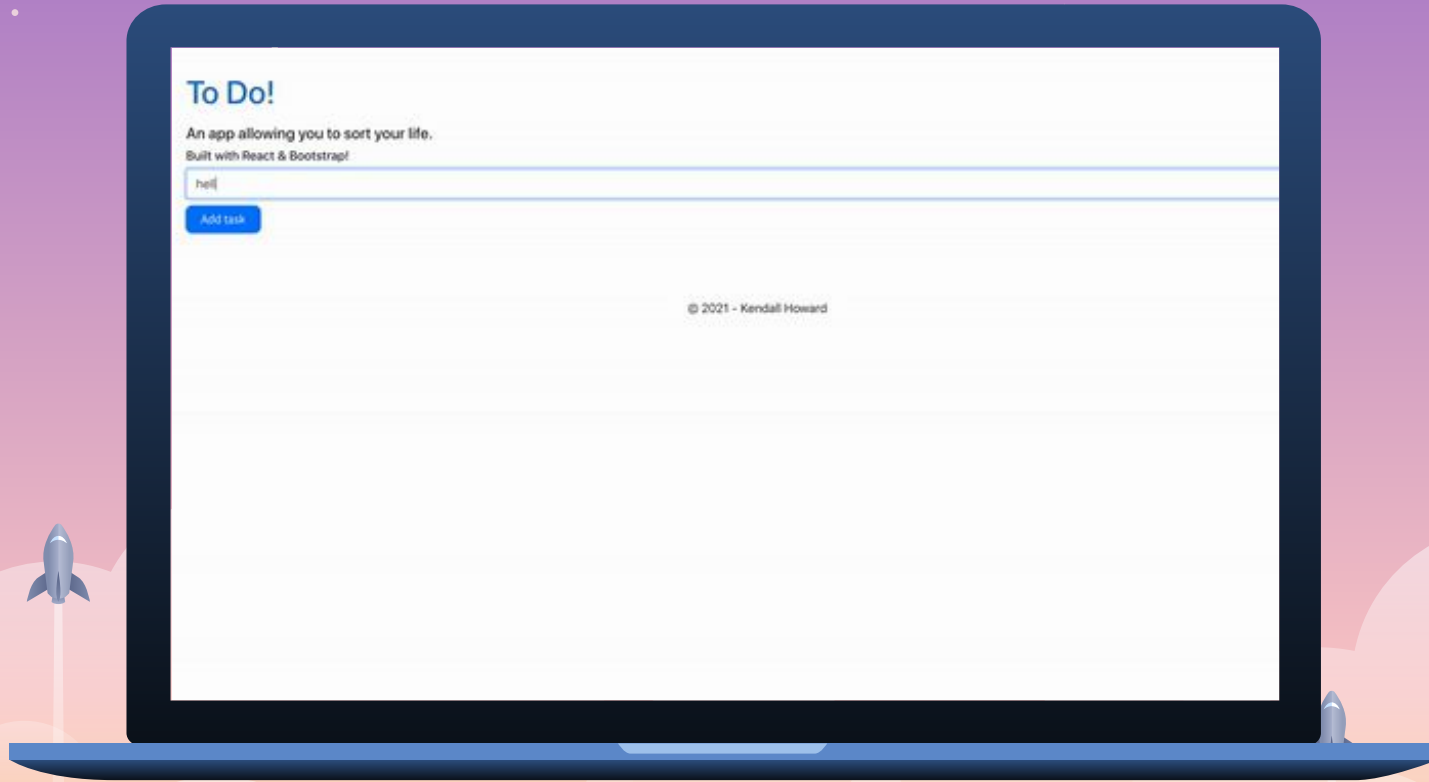 To Do!
An app allowing you to sort your life.
Built with React & Bootstrap!
hell
Add task
© 2021 - Kendall Howard